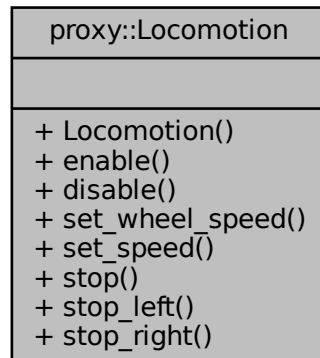 proxy::Locomotion
+ Locomotion()
+ enable()
+ disable()
+ set_wheel_speed()
+ set_speed()
+ stop()
+ stop_left()
+ stop_right()